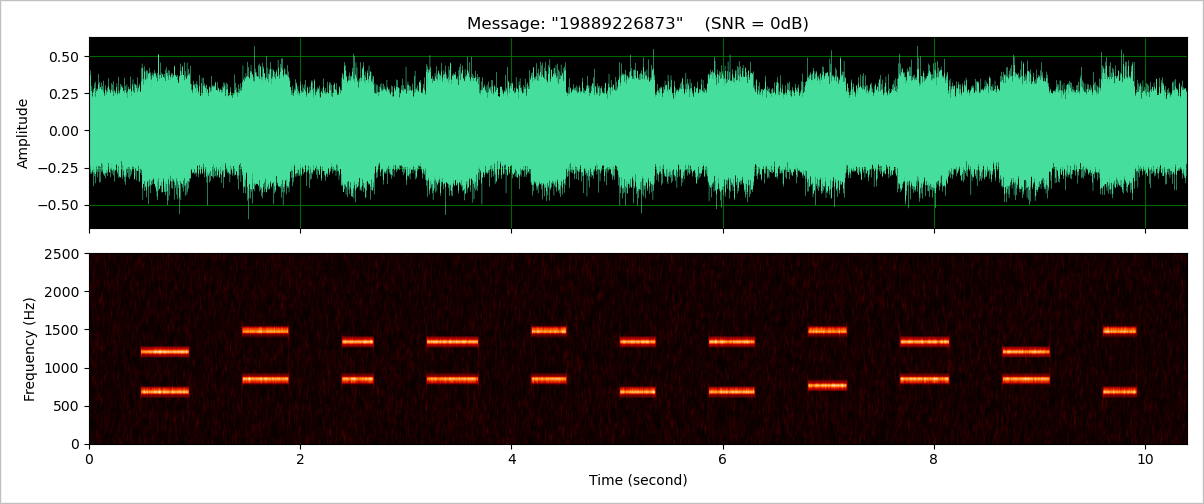 Message: "19889226873"    (SNR = 0dB)
Amplitude
0.50
0.25
0.00
−0.25
−0.50
Frequency (Hz)
2500
2000
1500
1000
500
0
0 2 4 6 8 10
Time (second)